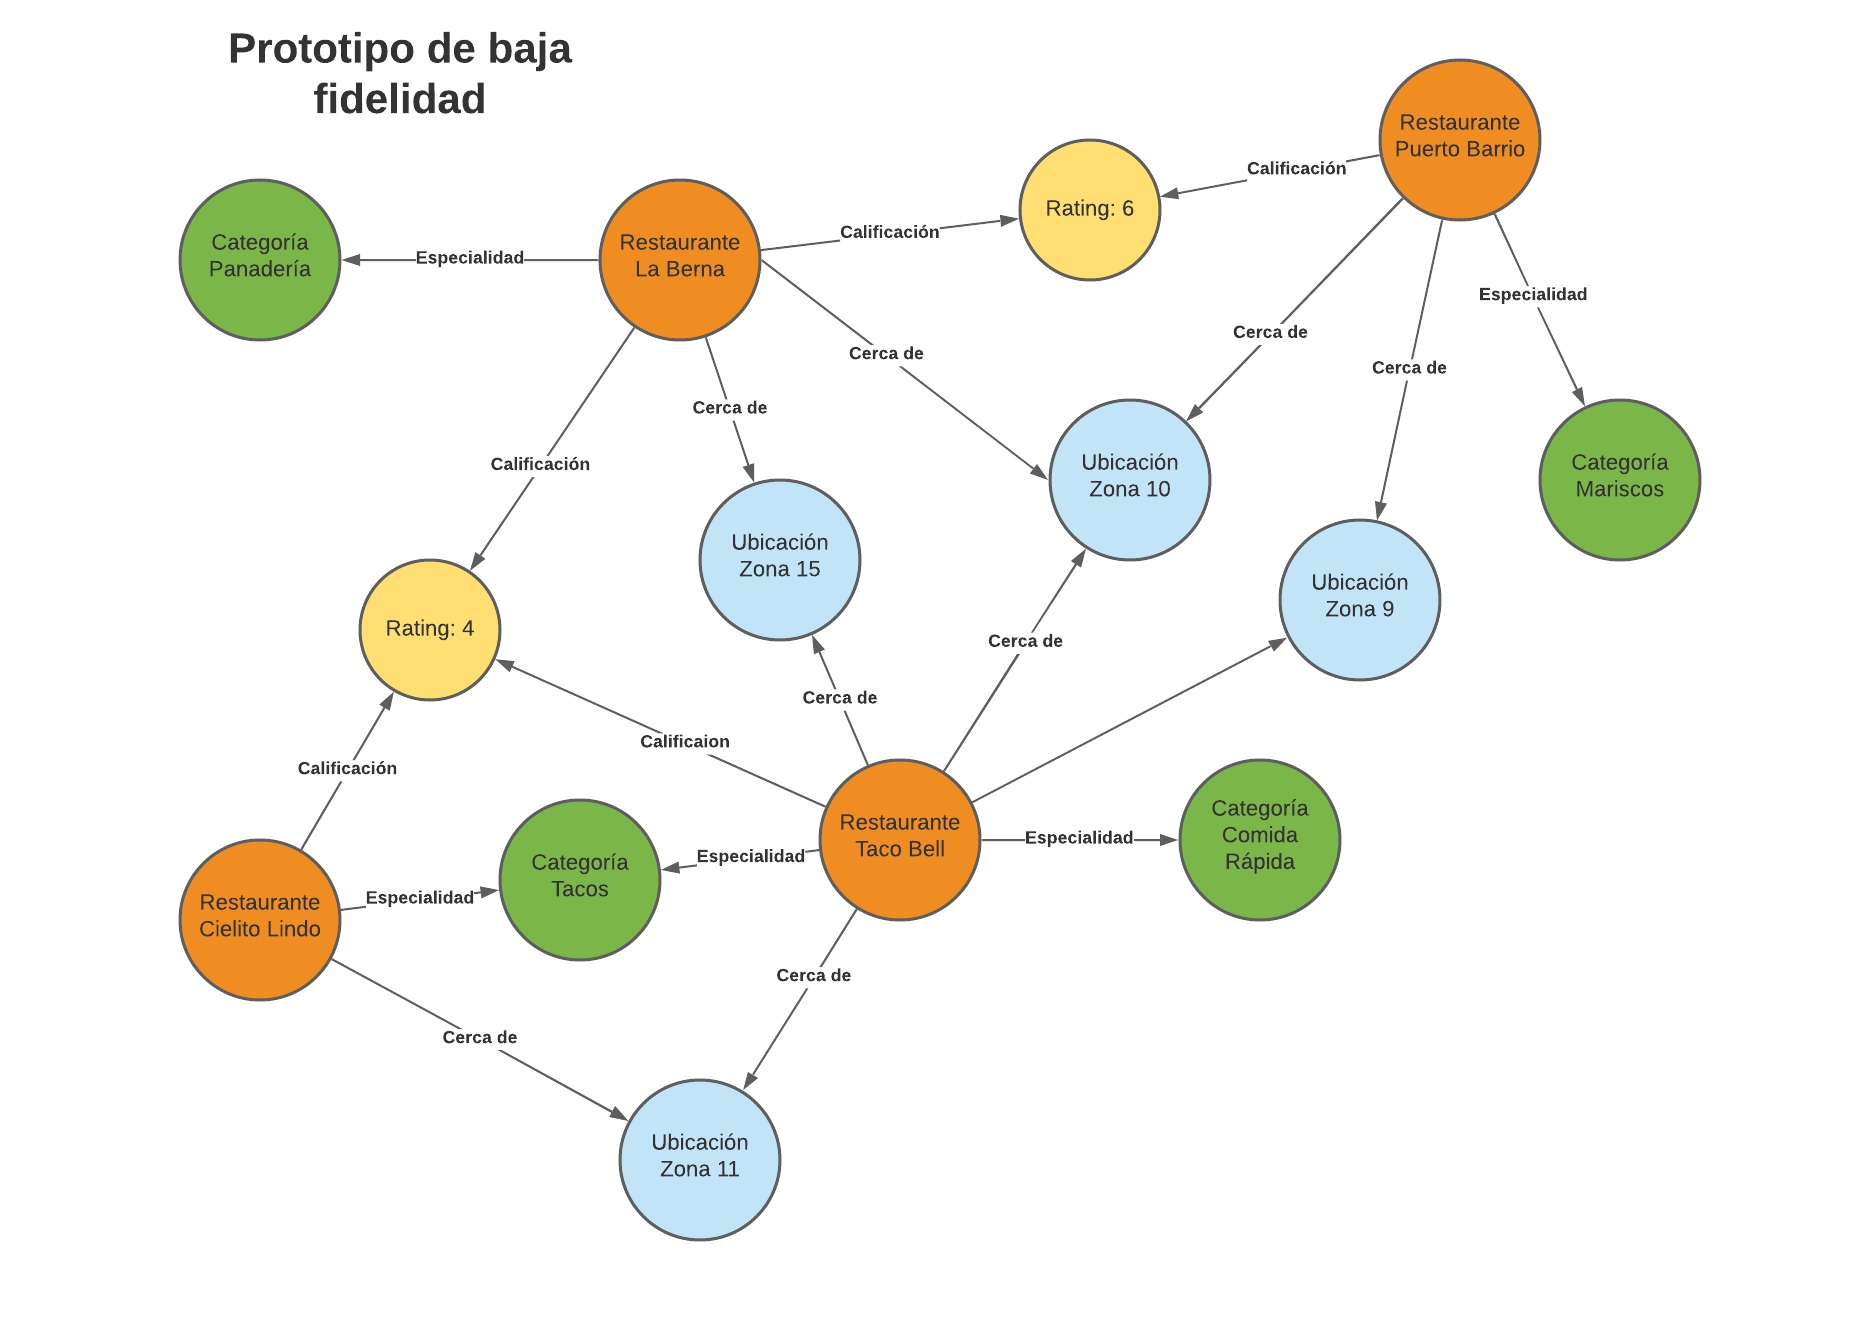 Prototipo de baja
fidelidad
Restaurante
Puerto Barrio
Calificación
Rating: 6
Categoría
Panadería
Especialidad
Restaurante
La Berna
Calificación
Especialidad
Cerca de
Cerca de
Cerca de
Cerca de
Calificación
Ubicación
Zona 10
Categoría
Mariscos
Ubicación
Zona 15
Ubicación
Zona 9
Rating: 4
Cerca de
Cerca de
Calificaion
Calificación
Categoría
Comida
Rápida
Restaurante
Taco Bell
Especialidad
Especialidad
Categoría
Tacos
Especialidad
Restaurante
Cielito Lindo
Cerca de
Cerca de
Ubicación
Zona 11